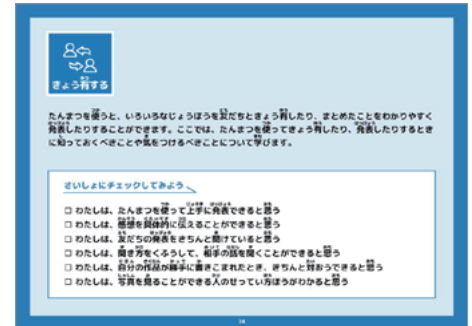 きょう有する
たんまつを使うと、いろいろなじょうほうを友だちときょう有したり、まとめたことをわかりやすく
発表したりすることができます。ここでは、たんまつを使ってきょう有したり、発表したりするとき
に知っておくべきことや気をつけるべきことについて学びます。
さいしょにチェックしてみよう
□ わたしは、たんまつを使って上手に発表できると思う
□ わたしは、感想を具体的に伝えることができると思う
□ わたしは、友だちの発表をきちんと聞けていると思う
□ わたしは、聞き方をくふうして、相手の話を聞くことができると思う
□ わたしは、自分の作品が勝手に書きこまれたとき、きちんと対おうできると思う
□ わたしは、写真を見ることができる人のせってい方ほうがわかると思う